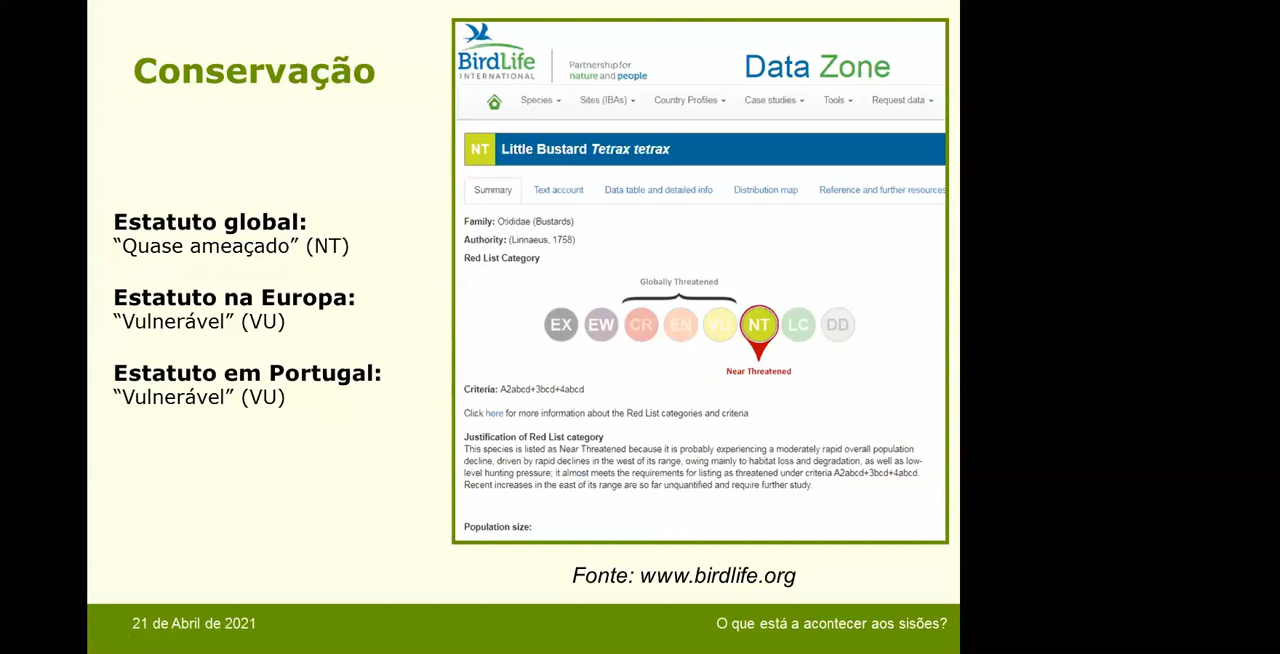 Conservação
Estatuto global:
“Quase ameaçado” (NT)
Estatuto na Europa:
“Vulnerável” (VU)
Estatuto em Portugal:
“Vulnerável” (VU)
BirdLife
INTERNATIONAL
Partnership for
nature and people
Data Zone
Species
Sites (IBAs)
Country Profiles
Case studies
Tools
Request data
NT Little Bustard Tetrax tetrax
Summary
Text account
Data table and detailed info
Distribution map
Reference and further resources
Family: Otididae (Bustards)
Authority: (Linnaeus, 1758)
Red List Category
Globally Threatened
EX EW CR EN VU NT LC DD
Near Threatened
Criteria: A2abcd+3bcd+4abcd
Click here for more information about the Red List categories and criteria
Justification of Red List category
This species is listed as Near Threatened because it is probably experiencing a moderately rapid overall population
decline, driven by rapid declines in the west of its range, owing mainly to habitat loss and degradation, as well as low-
level hunting pressure; it almost meets the requirements for listing as threatened under criteria A2abcd+3bcd+4abcd.
Recent increases in the east of its range are so far unquantified and require further study.
Population size:
Fonte: www.birdlife.org
21 de Abril de 2021
O que está a acontecer aos sisões?